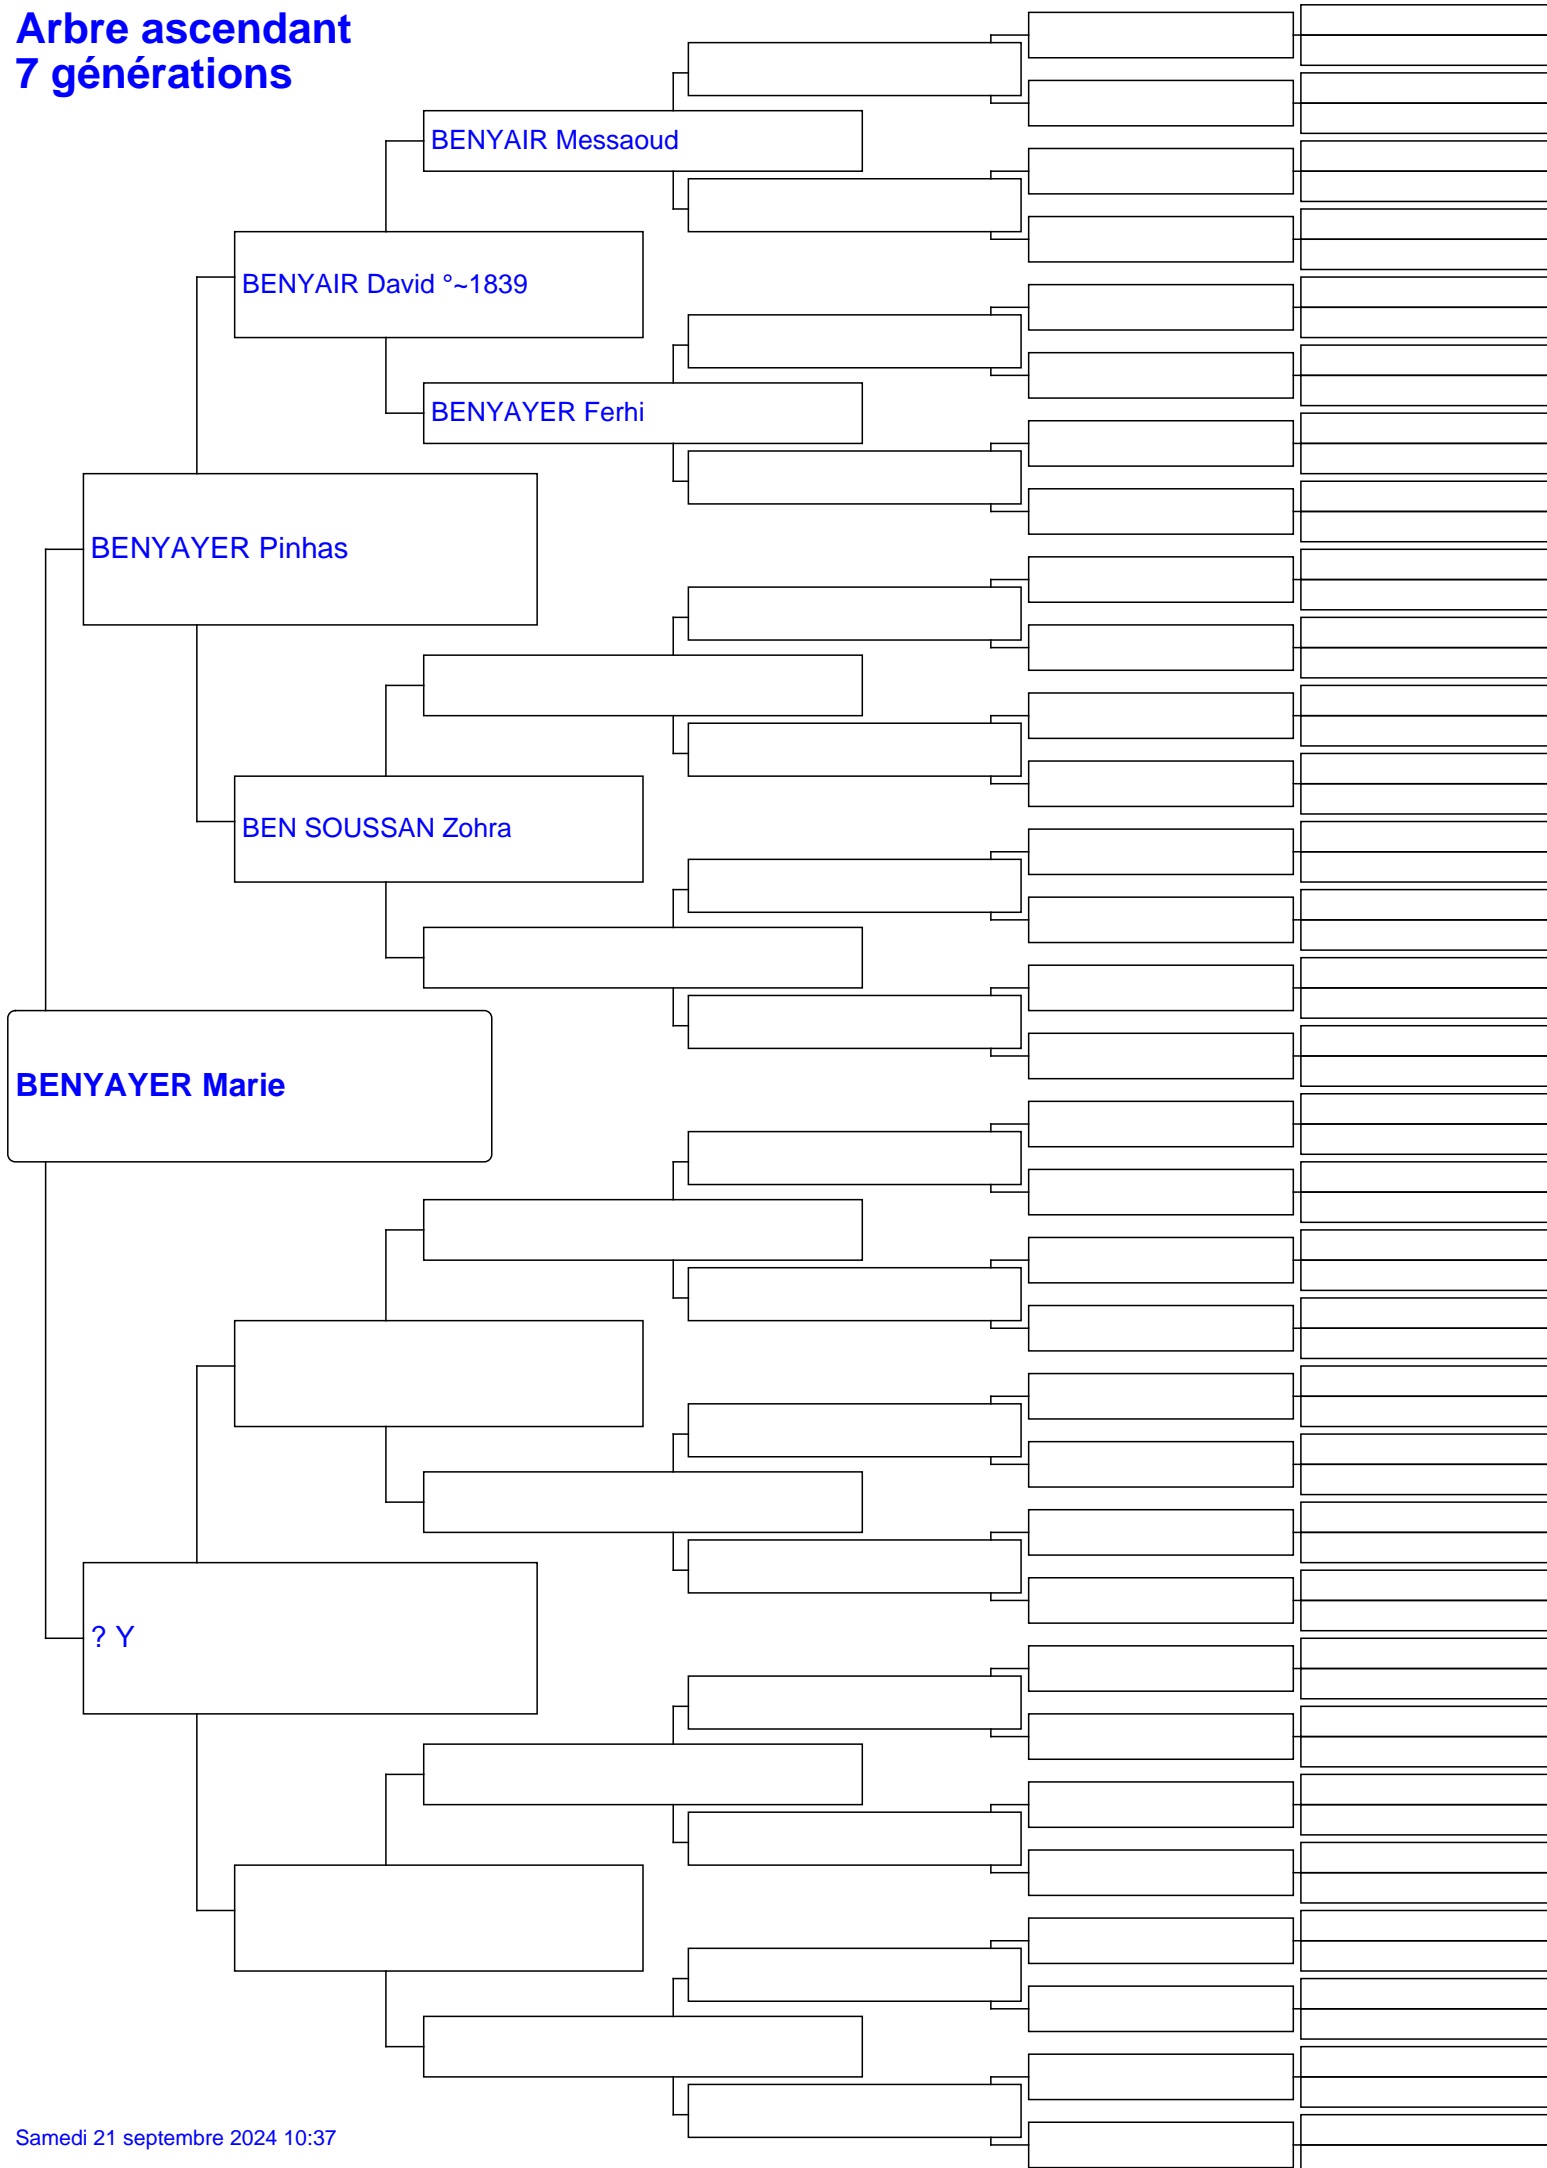 Arbre ascendant
7 générations
BENYAIR Messaoud
BENYAIR David °~1839
BENYAYER Ferhi
BENYAYER Pinhas
BEN SOUSSAN Zohra
BENYAYER Marie
? Y
Samedi 21 septembre 2024 10:37